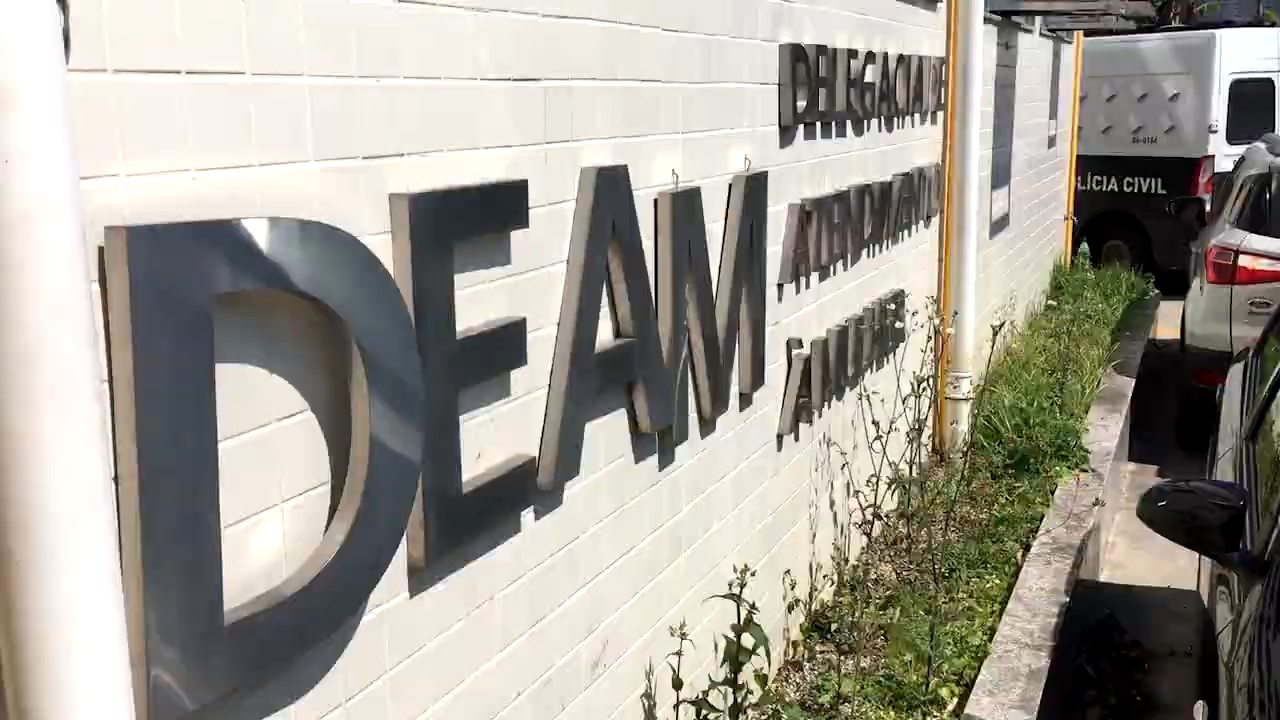 DEAM
DELEGACIA DE
ATENDIMENTO
À MULHER
LÍCIA CIVIL